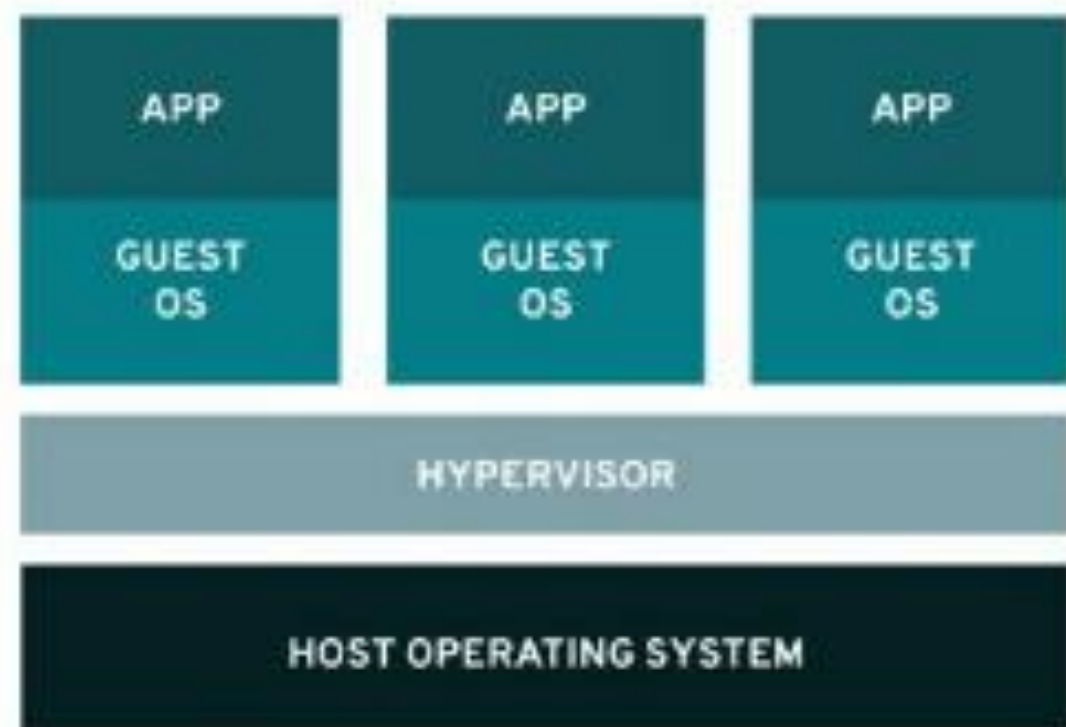 APP
APP
APP
GUEST
OS
GUEST
OS
GUEST
OS
HYPERVISOR
HOST OPERATING SYSTEM